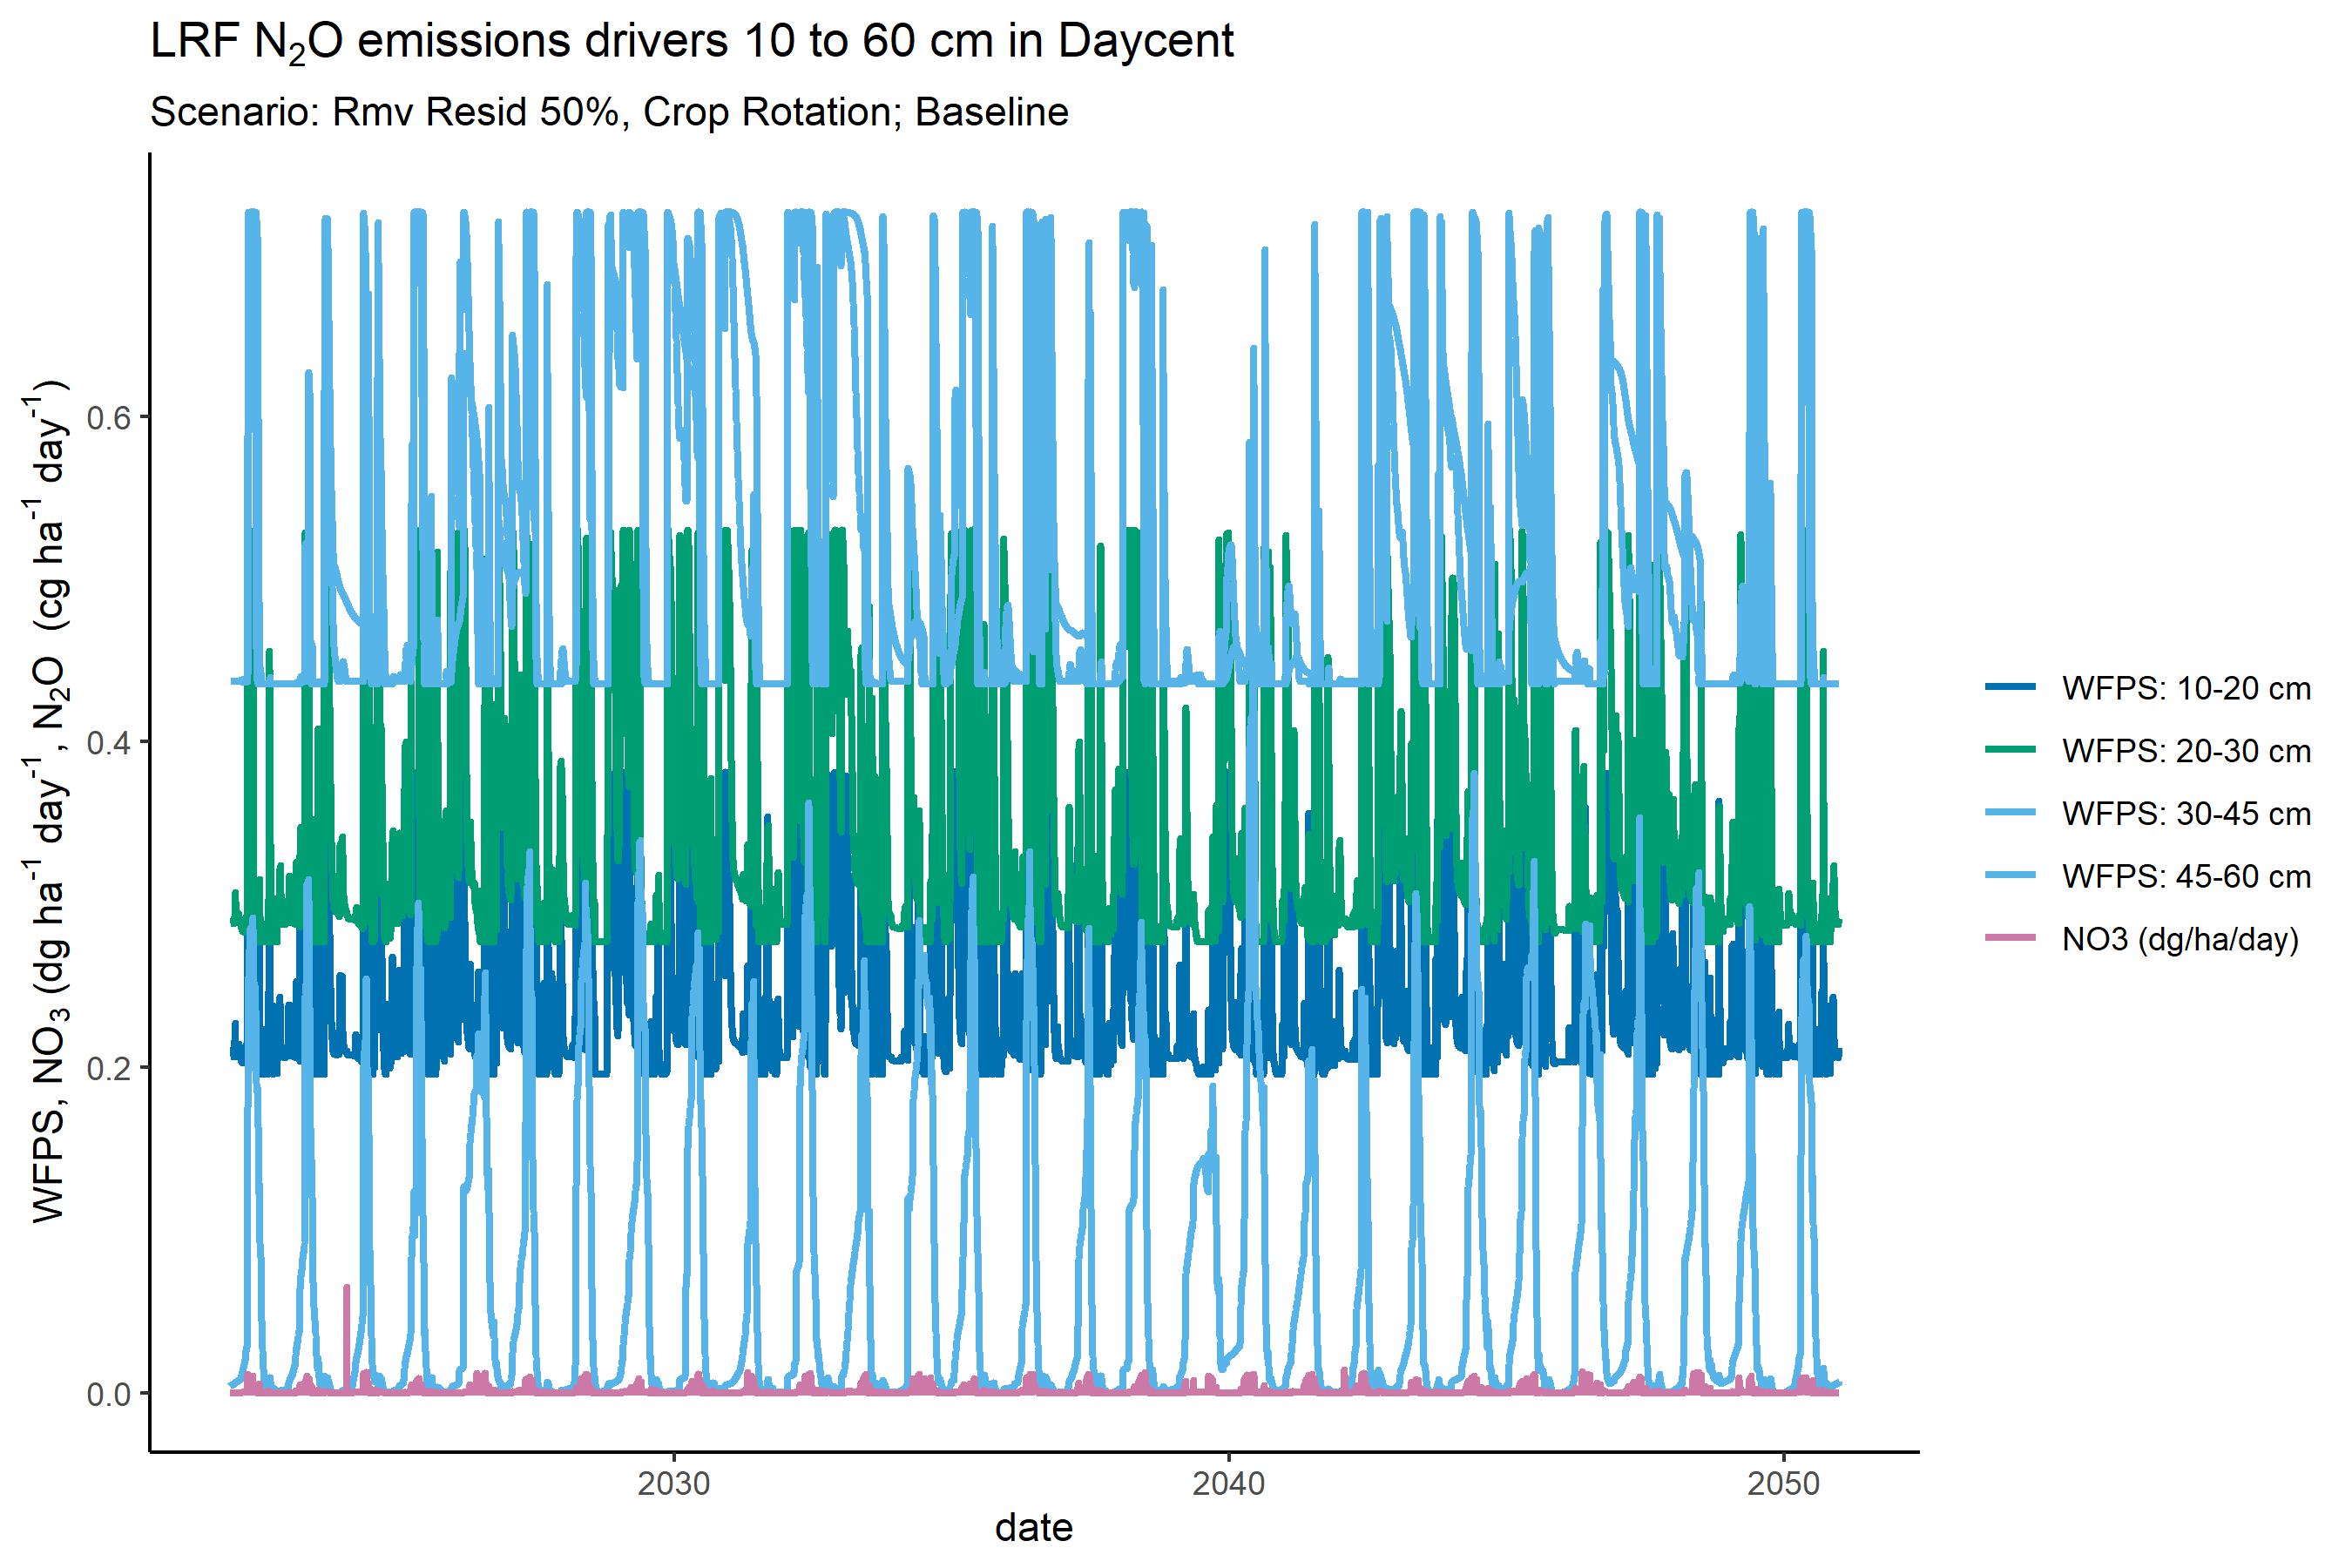 LRF N₂O emissions drivers 10 to 60 cm in Daycent
Scenario: Rmv Resid 50%, Crop Rotation; Baseline
WFPS, NO₃ (dg ha⁻¹ day⁻¹, N₂O (cg ha⁻¹ day⁻¹)
0.6
0.4
0.2
0.0
2030
2040
2050
date
WFPS: 10-20 cm
WFPS: 20-30 cm
WFPS: 30-45 cm
WFPS: 45-60 cm
NO3 (dg/ha/day)